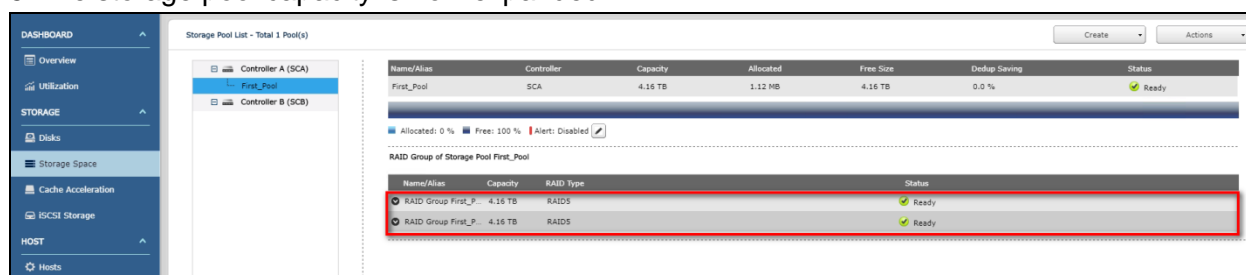 DASHBOARD
Overview
Utilization
STORAGE
Disks
Storage Space
Cache Acceleration
iSCSI Storage
HOST
Hosts
Storage Pool List - Total 1 Pool(s)
Create
Actions
Controller A (SCA)
First_Pool
Controller B (SCB)
Name/Alias Controller Capacity Allocated Free Size Dedup Saving Status
First_Pool SCA 4.16 TB 1.12 MB 4.16 TB 0.0 % Ready
Allocated: 0 % Free: 100 % Alert: Disabled
RAID Group of Storage Pool First_Pool
Name/Alias Capacity RAID Type Status
RAID Group First_P... 4.16 TB RAID5 Ready
RAID Group First_P... 4.16 TB RAID5 Ready